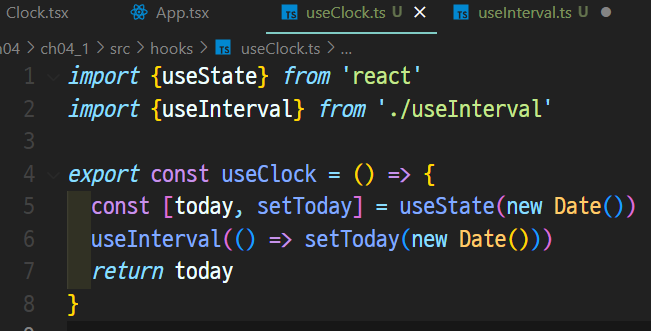 Clock.tsx App.tsx TS useClock.ts U × TS useInterval.ts U ●
h04 > ch04_1 > src > hooks > TS useClock.ts > ...
1 import {useState} from 'react'
2 import {useInterval} from './useInterval'
3
4 export const useClock = () => {
5 const [today, setToday] = useState(new Date())
6 useInterval(() => setToday(new Date()))
7 return today
8 }